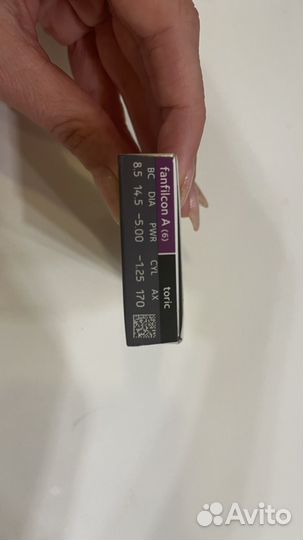 fanfilcon A (6) toric
BC DIA PWR CYL AX
8.5 14.5 -5.00 -1.25 170
Avito